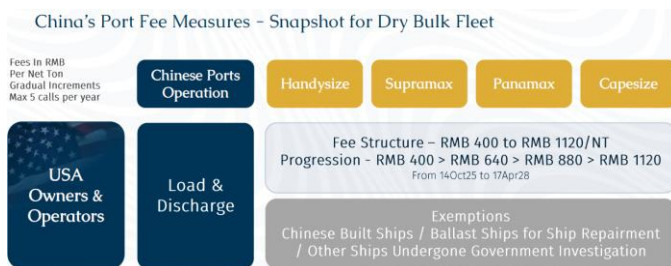 China's Port Fee Measures - Snapshot for Dry Bulk Fleet
Fees In RMB
Per Net Ton
Gradual Increments
Max 5 calls per year
Chinese Ports
Operation
Handysize
Supramax
Panamax
Capesize
USA
Owners &
Operators
Load &
Discharge
Fee Structure – RMB 400 to RMB 1120/NT
Progression - RMB 400 > RMB 640 > RMB 880 > RMB 1120
From 14Oct25 to 17Apr28
Exemptions
Chinese Built Ships / Ballast Ships for Ship Repairment
/ Other Ships Undergone Government Investigation